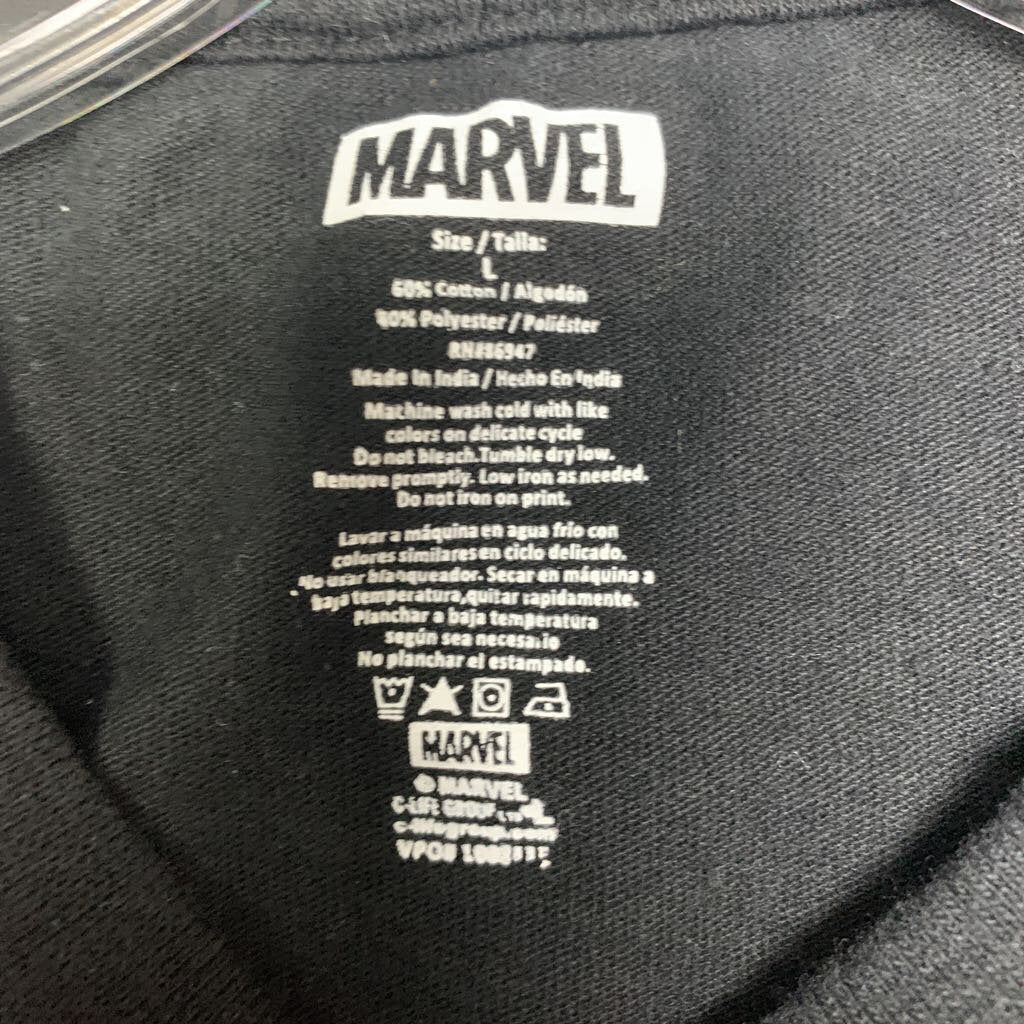 MARVEL
Size / Talla:
L
60% Cotton / Algodón
40% Polyester / Poliéster
Made In India / Hecho En India
Machine wash cold with like
colors on delicate cycle
Do not bleach.Tumble dry low.
Remove promptly. Low iron as needed.
Do not iron on print.
Lavar a máquina en agua frío con
colores similares en ciclo delicado.
No usar blanqueador. Secar en máquina a
baja temperatura,quitar rapidamente.
Planchar a baja temperatura
según sea necesario
No planchar el estampado.
MARVEL
© MARVEL
C-LIFE GROUP